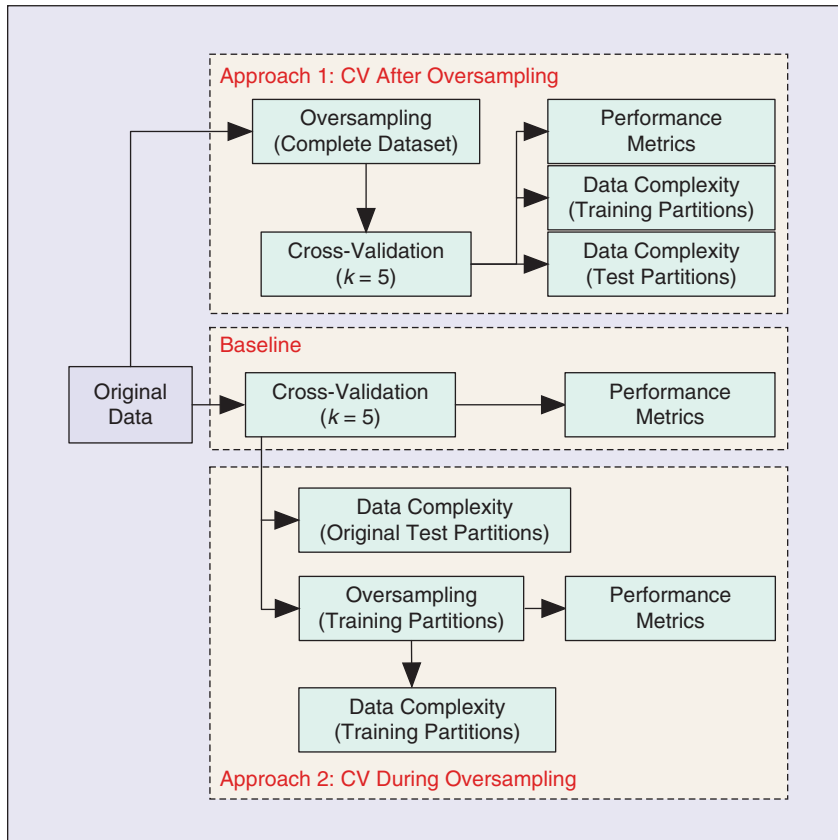 Approach 1: CV After Oversampling
Oversampling
(Complete Dataset)
Performance
Metrics
Data Complexity
(Training Partitions)
Cross-Validation
(k = 5)
Data Complexity
(Test Partitions)
Baseline
Original
Data
Cross-Validation
(k = 5)
Performance
Metrics
Data Complexity
(Original Test Partitions)
Oversampling
(Training Partitions)
Performance
Metrics
Data Complexity
(Training Partitions)
Approach 2: CV During Oversampling